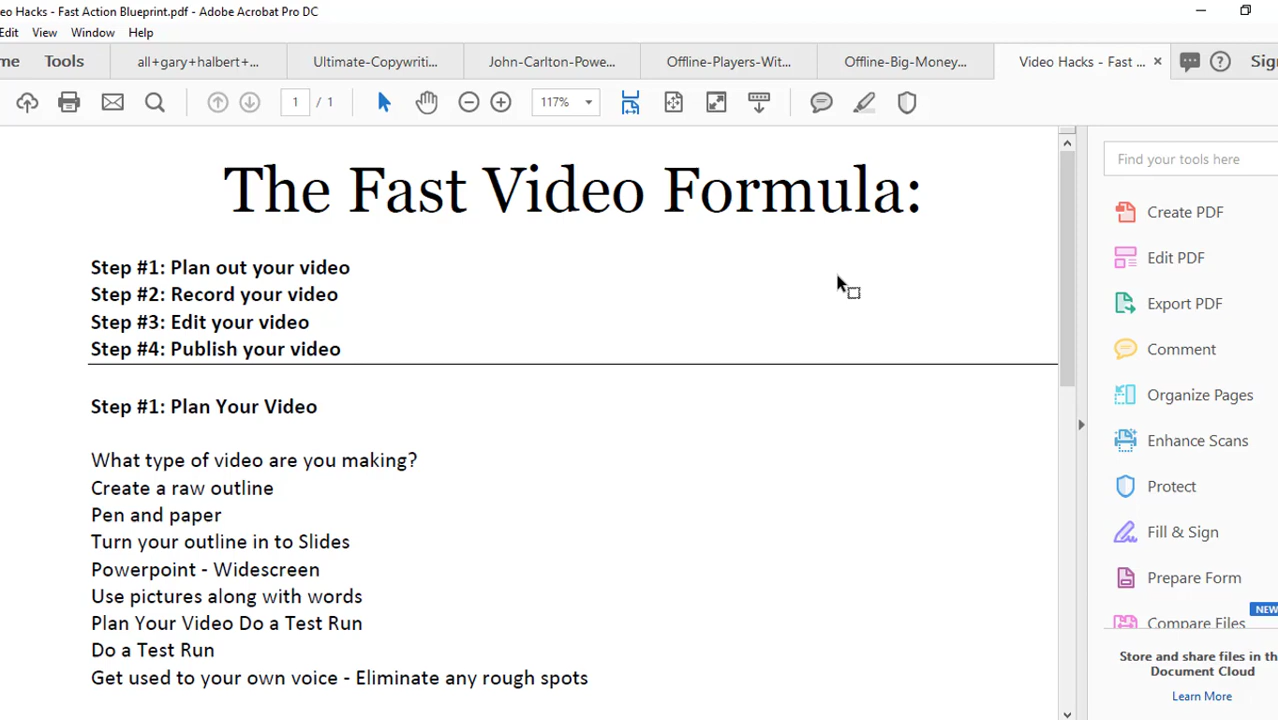 eo Hacks - Fast Action Blueprint.pdf - Adobe Acrobat Pro DC
Edit View Window Help
me Tools all+gary+halbert+... Ultimate-Copywriti... John-Carlton-Powe... Offline-Players-Wit... Offline-Big-Money... Video Hacks - Fast ... × Sig
1 / 1 117%
The Fast Video Formula:
Step #1: Plan out your video
Step #2: Record your video
Step #3: Edit your video
Step #4: Publish your video
Step #1: Plan Your Video
What type of video are you making?
Create a raw outline
Pen and paper
Turn your outline in to Slides
Powerpoint - Widescreen
Use pictures along with words
Plan Your Video Do a Test Run
Do a Test Run
Get used to your own voice - Eliminate any rough spots
Find your tools here
Create PDF
Edit PDF
Export PDF
Comment
Organize Pages
Enhance Scans
Protect
Fill & Sign
Prepare Form
NEW
Compare Files
Store and share files in th
Document Cloud
Learn More